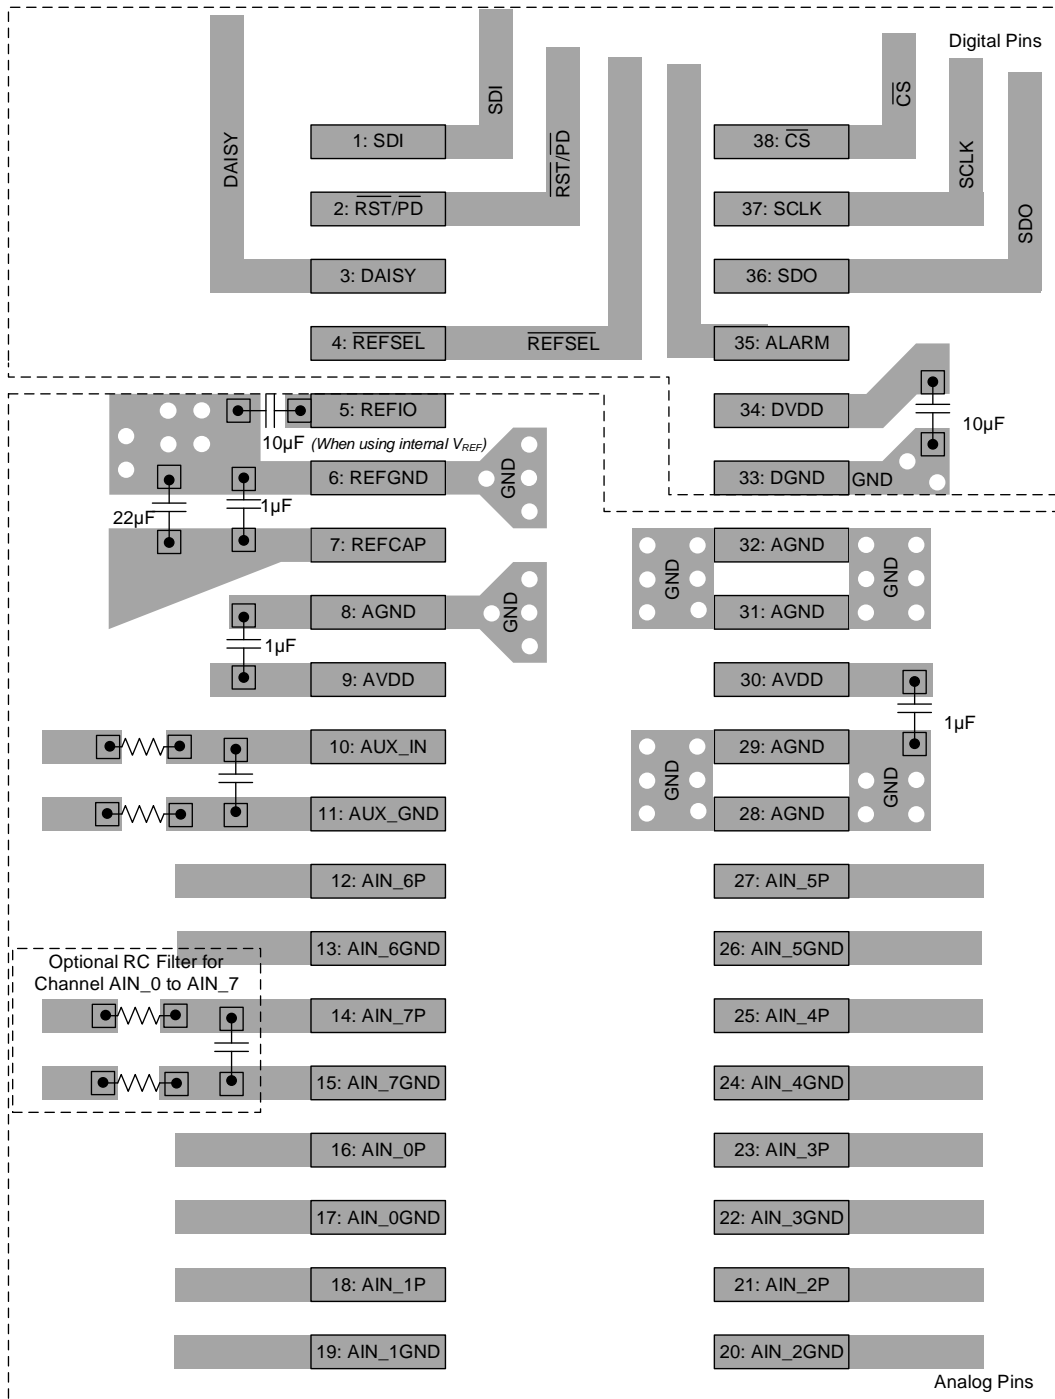 Digital Pins
DAISY
SDI
RST/PD
CS
SCLK
SDO
1: SDI
38: CS
2: RST/PD
37: SCLK
3: DAISY
36: SDO
4: REFSEL
REFSEL
35: ALARM
5: REFIO
34: DVDD
10µF (When using internal VREF)
10µF
6: REFGND
GND
33: DGND
GND
22µF
1µF
7: REFCAP
32: AGND
GND
GND
8: AGND
GND
31: AGND
1µF
9: AVDD
30: AVDD
1µF
10: AUX_IN
29: AGND
GND
GND
11: AUX_GND
28: AGND
12: AIN_6P
27: AIN_5P
13: AIN_6GND
26: AIN_5GND
Optional RC Filter for
Channel AIN_0 to AIN_7
14: AIN_7P
25: AIN_4P
15: AIN_7GND
24: AIN_4GND
16: AIN_0P
23: AIN_3P
17: AIN_0GND
22: AIN_3GND
18: AIN_1P
21: AIN_2P
19: AIN_1GND
20: AIN_2GND
Analog Pins